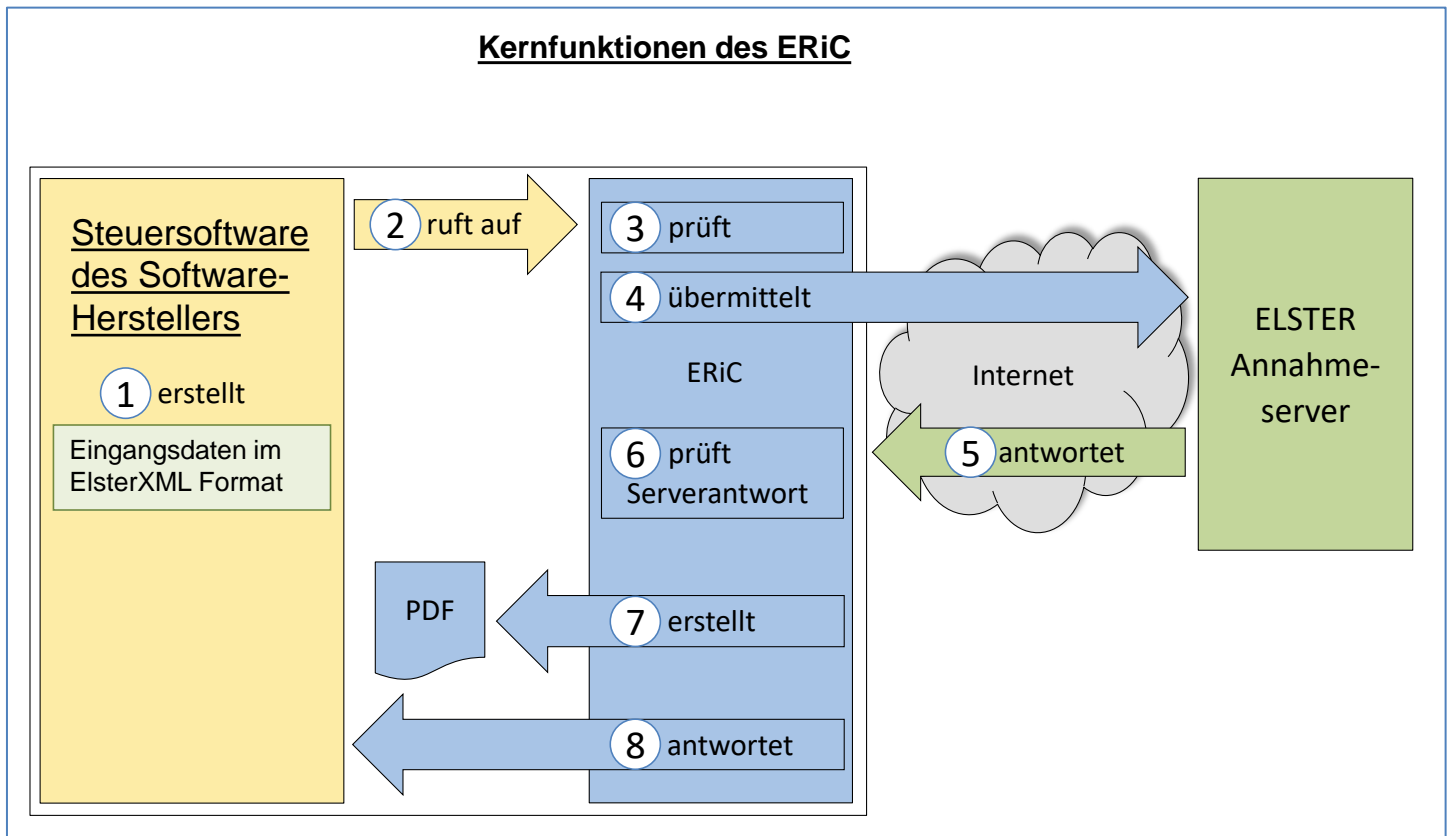 Kernfunktionen des ERiC
Steuersoftware
des Software-
Herstellers
1 erstellt
Eingangsdaten im
ElsterXML Format
2 ruft auf
3 prüft
4 übermittelt
ERiC
Internet
ELSTER
Annahme-
server
5 antwortet
6 prüft
Serverantwort
PDF
7 erstellt
8 antwortet